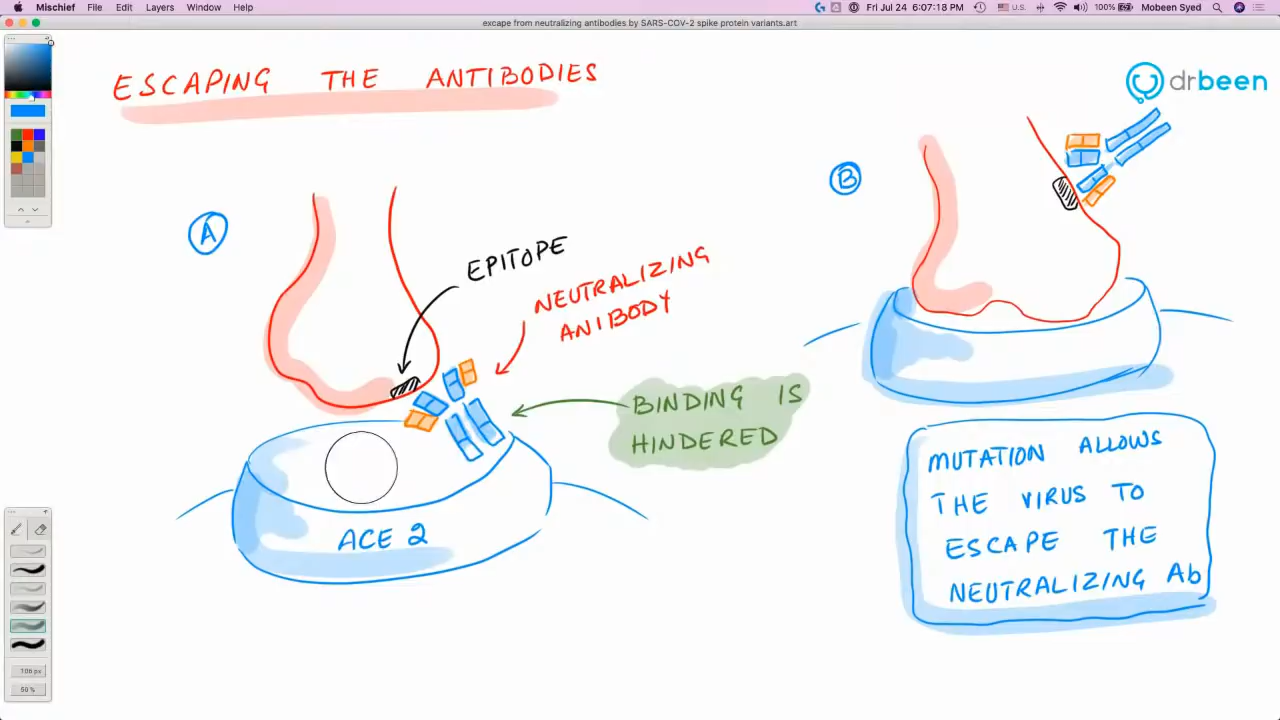 Mischief File Edit Layers Window Help
100% Fri Jul 24 6:07:18 PM U.S. 100% Mobeen Syed
excape from neutralizing antibodies by SARS-COV-2 spike protein variants.art
ESCAPING THE ANTIBODIES
drbeen
A
B
EPITOPE
NEUTRALIZING
ANIBODY
BINDING IS
HINDERED
ACE 2
MUTATION ALLOWS
THE VIRUS TO
ESCAPE THE
NEUTRALIZING Ab
106 px
50 %